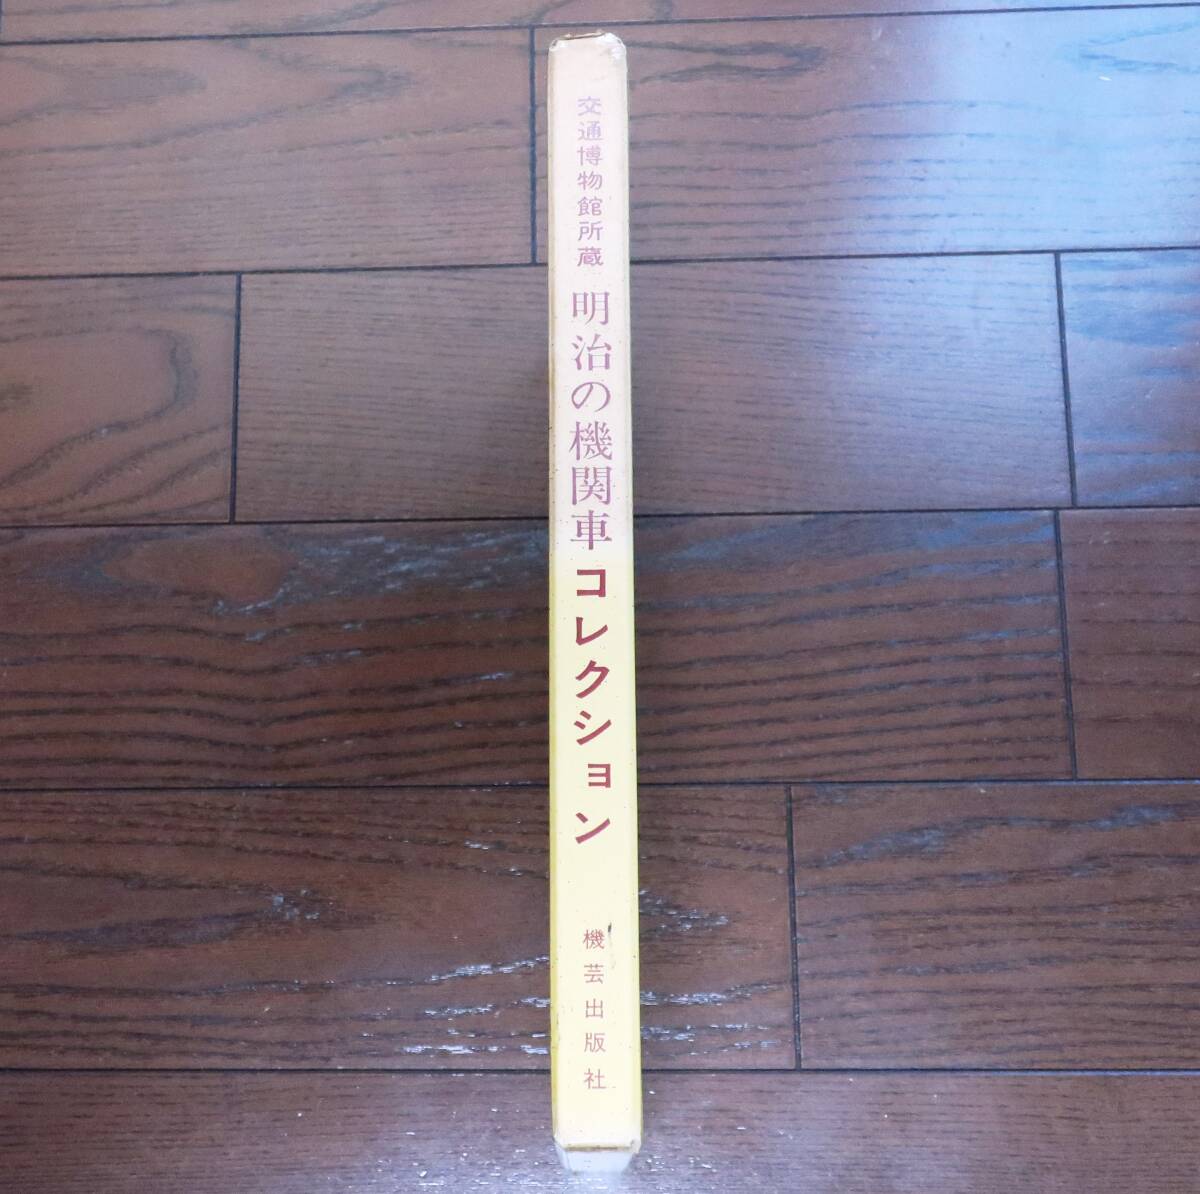 交通博物館所蔵
明治の機関車コレクション
機芸出版社